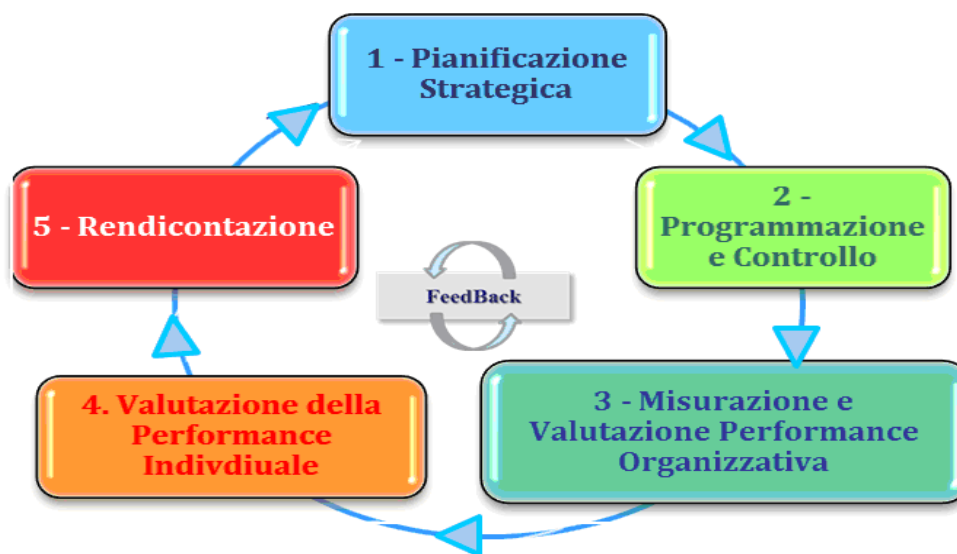 1 - Pianificazione
Strategica
2 -
Programmazione
e Controllo
3 - Misurazione e
Valutazione Performance
Organizzativa
4. Valutazione della
Performance
Indivdiuale
5 - Rendicontazione
FeedBack